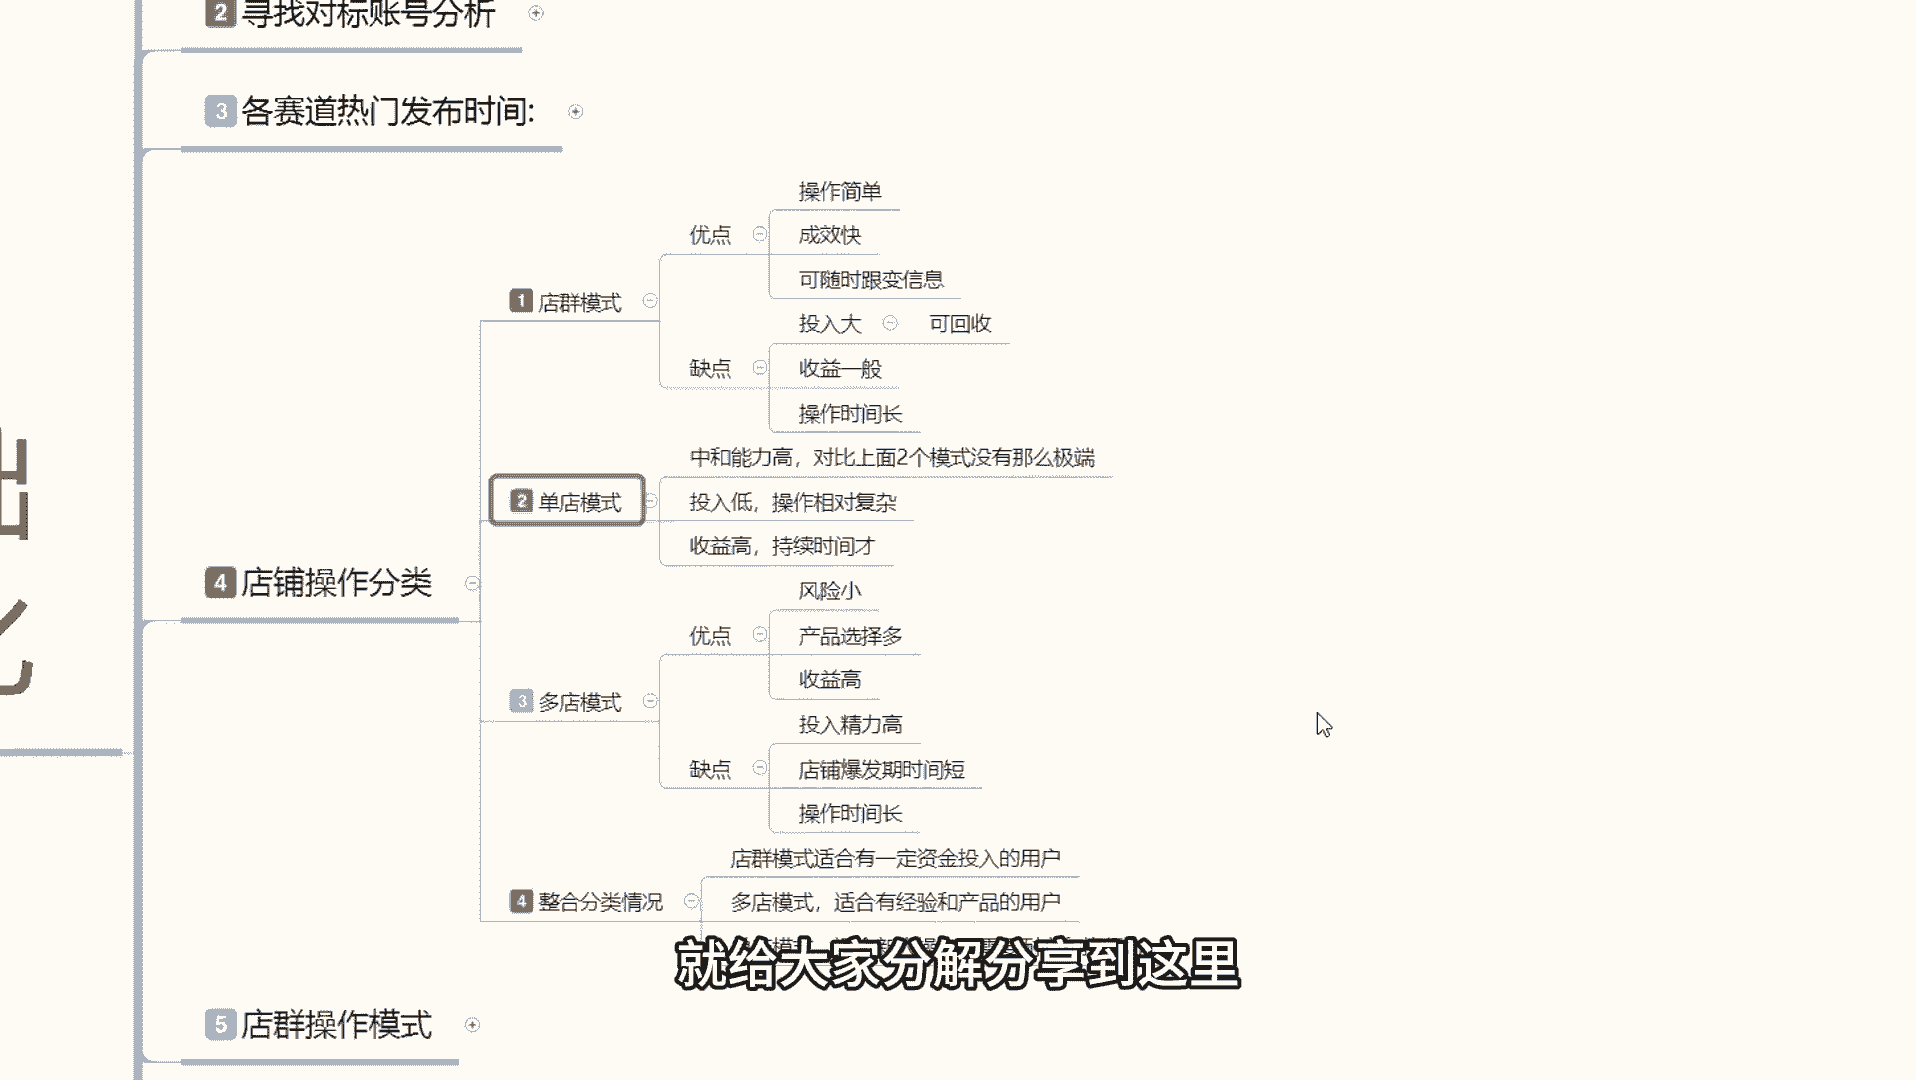 2 寻找对标账号分析
3 各赛道热门发布时间:
4 店铺操作分类
1 店群模式
优点
操作简单
成效快
可随时跟变信息
缺点
投入大
可回收
收益一般
操作时间长
2 单店模式
中和能力高，对比上面2个模式没有那么极端
投入低，操作相对复杂
收益高，持续时间才
3 多店模式
优点
风险小
产品选择多
收益高
缺点
投入精力高
店铺爆发期时间短
操作时间长
4 整合分类情况
店群模式适合有一定资金投入的用户
多店模式，适合有经验和产品的用户
就给大家分解分享到这里
5 店群操作模式